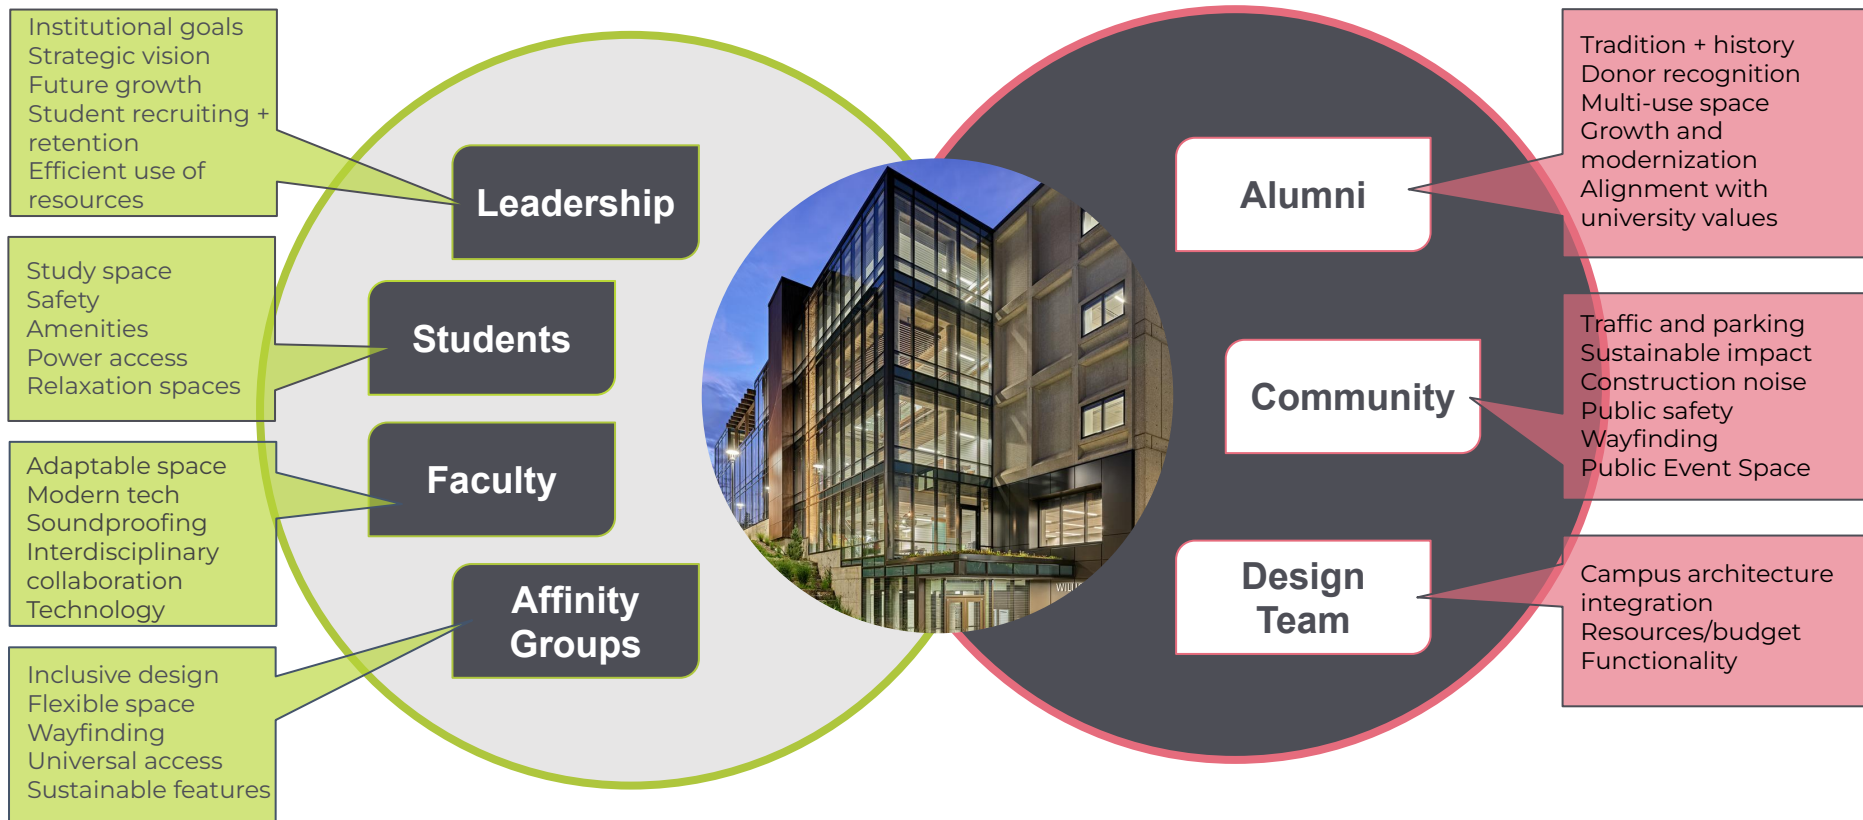 Institutional goals
Strategic vision
Future growth
Student recruiting +
retention
Efficient use of
resources
Leadership
Study space
Safety
Amenities
Power access
Relaxation spaces
Students
Adaptable space
Modern tech
Soundproofing
Interdisciplinary
collaboration
Technology
Faculty
Inclusive design
Flexible space
Wayfinding
Universal access
Sustainable features
Affinity
Groups
Alumni
Tradition + history
Donor recognition
Multi-use space
Growth and
modernization
Alignment with
university values
Community
Traffic and parking
Sustainable impact
Construction noise
Public safety
Wayfinding
Public Event Space
Design
Team
Campus architecture
integration
Resources/budget
Functionality